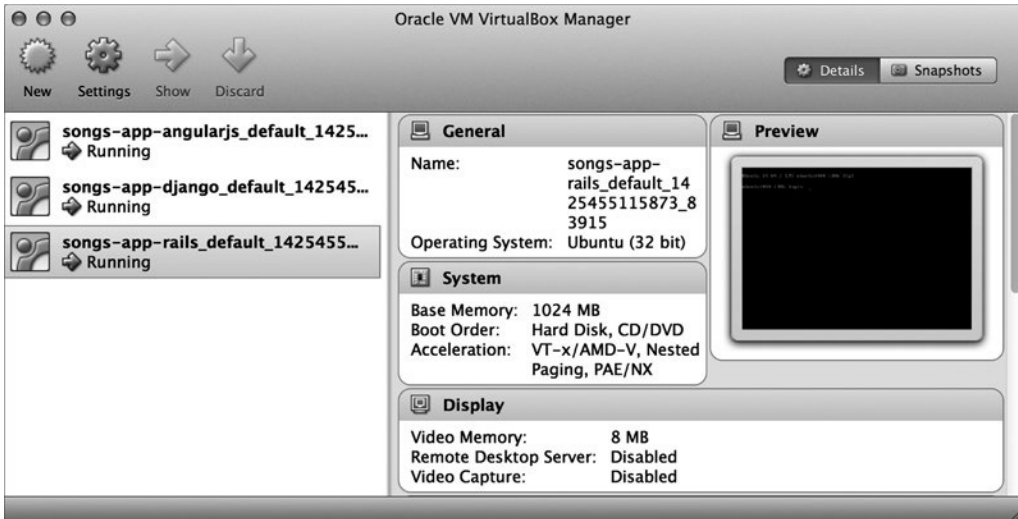 Oracle VM VirtualBox Manager
New
Settings
Show
Discard
Details
Snapshots
songs-app-angularjs_default_1425...
Running
songs-app-django_default_142545...
Running
songs-app-rails_default_1425455...
Running
General
Name: songs-app-
rails_default_14
25455115873_8
3915
Operating System: Ubuntu (32 bit)
System
Base Memory: 1024 MB
Boot Order: Hard Disk, CD/DVD
Acceleration: VT-x/AMD-V, Nested
Paging, PAE/NX
Preview
Display
Video Memory: 8 MB
Remote Desktop Server: Disabled
Video Capture: Disabled